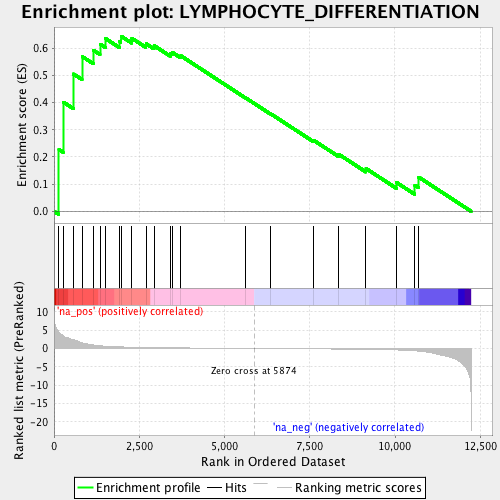 Enrichment plot: LYMPHOCYTE_DIFFERENTIATION
Enrichment score (ES)
0.6
0.5
0.4
0.3
0.2
0.1
0.0
'na_pos' (positively correlated)
Ranked list metric (PreRanked)
10
5
0
-5
-10
-15
-20
Zero cross at 5874
'na_neg' (negatively correlated)
0
2,500
5,000
7,500
10,000
12,500
Rank in Ordered Dataset
Enrichment profile
Hits
Ranking metric scores